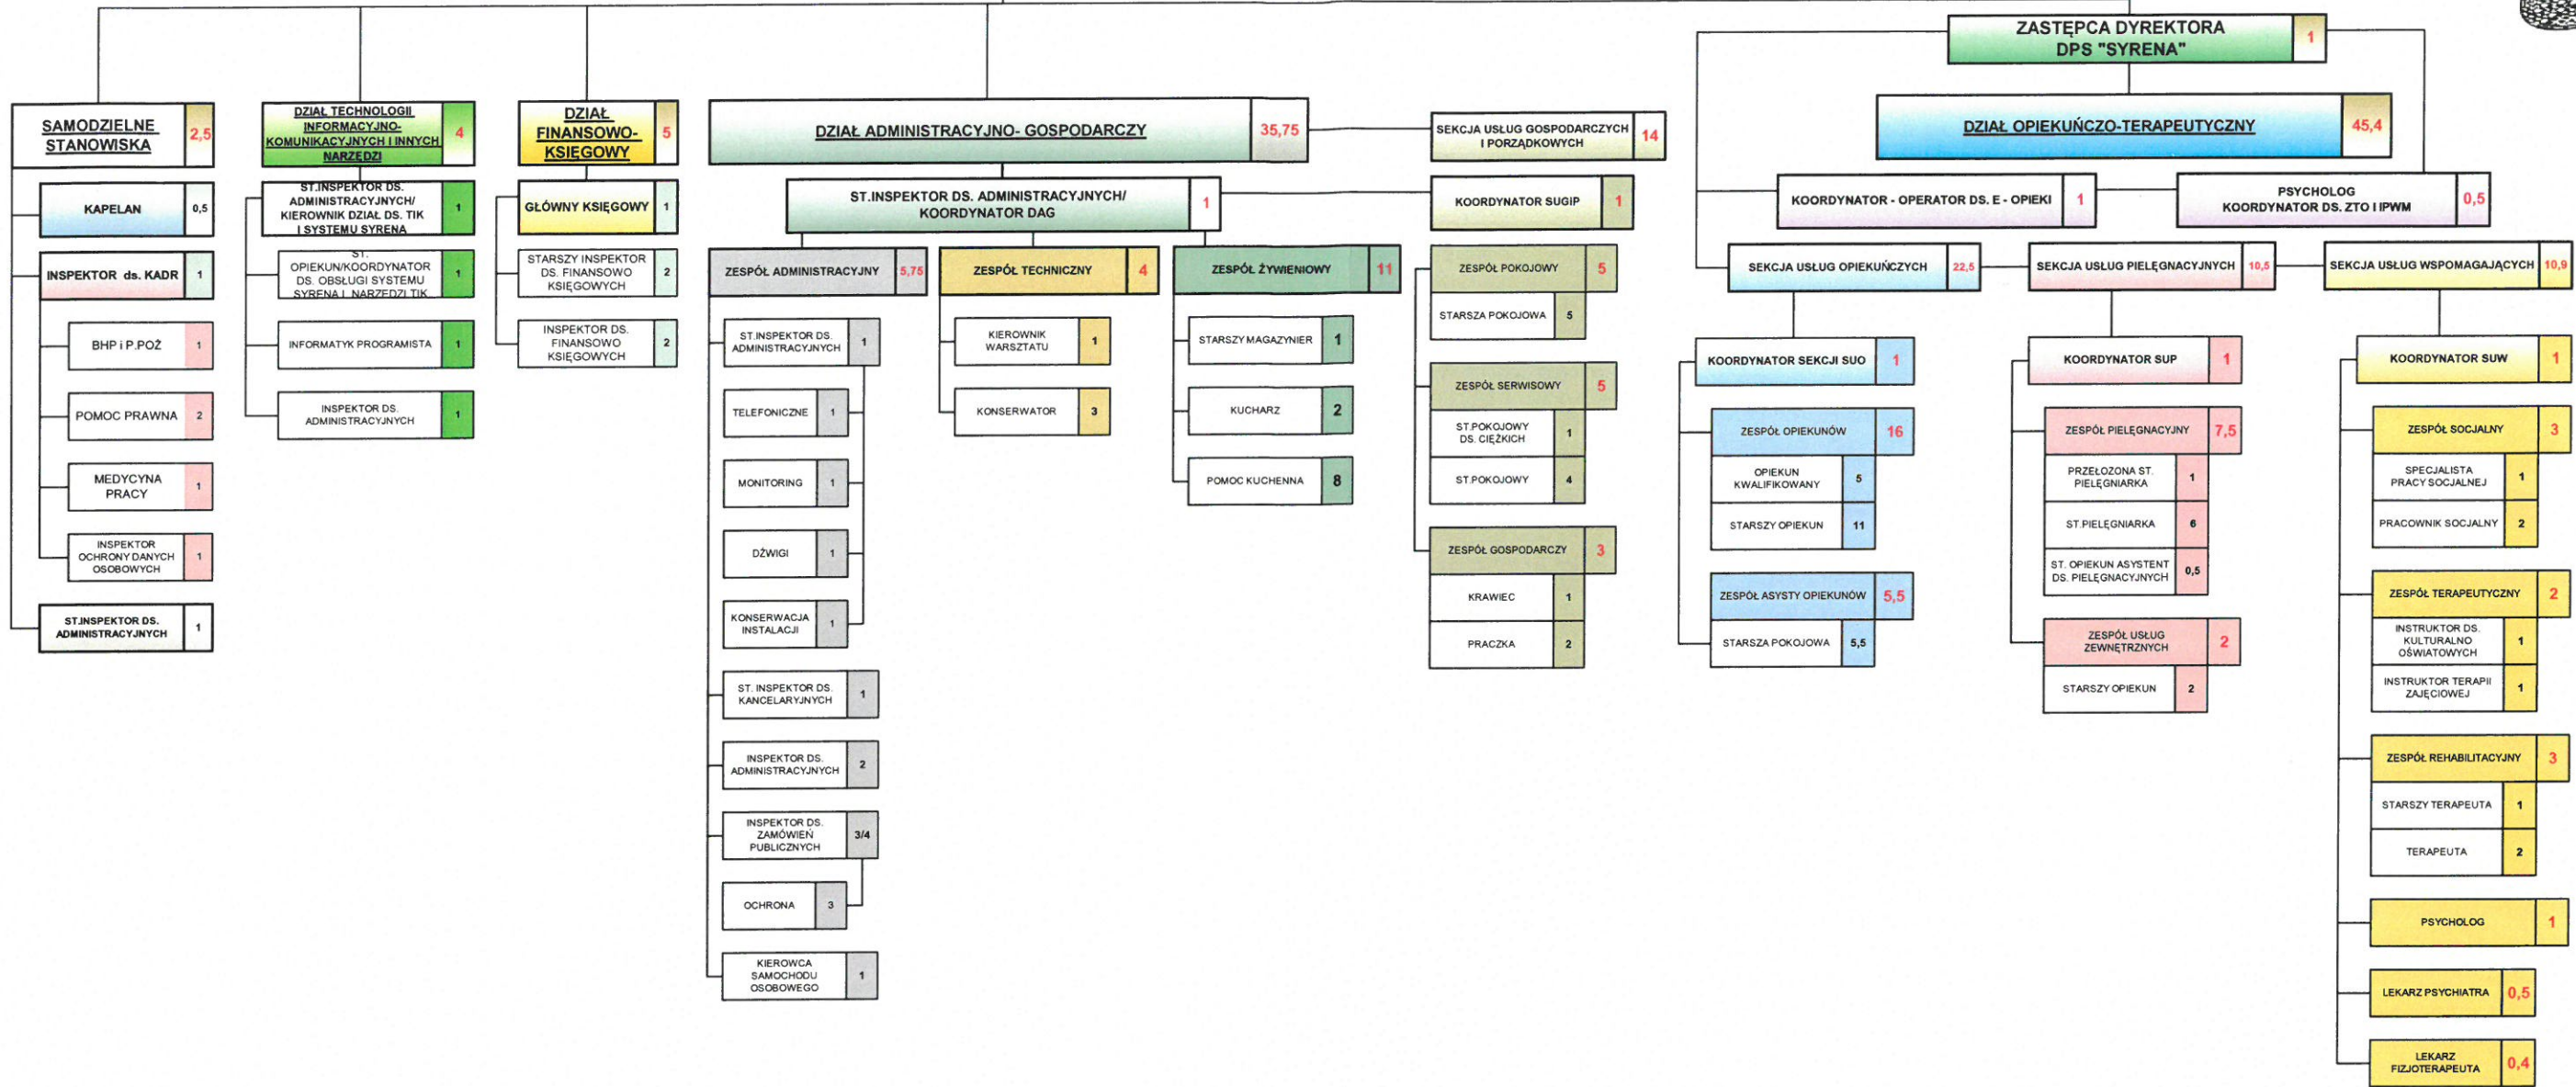 ZASTĘPCA DYREKTORA
DPS "SYRENA"
1
SAMODZIELNE
STANOWISKA
2,5
KAPELAN
0,5
INSPEKTOR ds. KADR
1
BHP i P.POŻ
1
POMOC PRAWNA
2
MEDYCYNA
PRACY
1
INSPEKTOR
OCHRONY DANYCH
OSOBOWYCH
1
ST.INSPEKTOR DS.
ADMINISTRACYJNYCH
1
DZIAŁ TECHNOLOGII
INFORMACYJNO-
KOMUNIKACYJNYCH I INNYCH
NARZĘDZI
4
ST.INSPEKTOR DS.
ADMINISTRACYJNYCH/
KIEROWNIK DZIAŁ DS. TIK
I SYSTEMU SYRENA
1
ST.
OPIEKUN/KOORDYNATOR
DS. OBSŁUGI SYSTEMU
SYRENA I NARZĘDZI TIK
1
INFORMATYK PROGRAMISTA
1
INSPEKTOR DS.
ADMINISTRACYJNYCH
1
DZIAŁ
FINANSOWO-
KSIĘGOWY
5
GŁÓWNY KSIĘGOWY
1
STARSZY INSPEKTOR
DS. FINANSOWO
KSIĘGOWYCH
2
INSPEKTOR DS.
FINANSOWO
KSIĘGOWYCH
2
DZIAŁ ADMINISTRACYJNO- GOSPODARCZY
35,75
ST.INSPEKTOR DS. ADMINISTRACYJNYCH/
KOORDYNATOR DAG
1
ZESPÓŁ ADMINISTRACYJNY
5,75
ST.INSPEKTOR DS.
ADMINISTRACYJNYCH
1
TELEFONICZNE
1
MONITORING
1
DŹWIGI
1
KONSERWACJA
INSTALACJI
1
ST. INSPEKTOR DS.
KANCELARYJNYCH
1
INSPEKTOR DS.
ADMINISTRACYJNYCH
2
INSPEKTOR DS.
ZAMÓWIEŃ
PUBLICZNYCH
3/4
OCHRONA
3
KIEROWCA
SAMOCHODU
OSOBOWEGO
1
ZESPÓŁ TECHNICZNY
4
KIEROWNIK
WARSZTATU
1
KONSERWATOR
3
ZESPÓŁ ŻYWIENIOWY
11
STARSZY MAGAZYNIER
1
KUCHARZ
2
POMOC KUCHENNA
8
SEKCJA USŁUG GOSPODARCZYCH
I PORZĄDKOWYCH
14
KOORDYNATOR SUGIP
1
ZESPÓŁ POKOJOWY
5
STARSZA POKOJOWA
5
ZESPÓŁ SERWISOWY
5
ST.POKOJOWY
DS. CIĘŻKICH
1
ST.POKOJOWY
4
ZESPÓŁ GOSPODARCZY
3
KRAWIEC
1
PRACZKA
2
DZIAŁ OPIEKUŃCZO-TERAPEUTYCZNY
45,4
KOORDYNATOR - OPERATOR DS. E - OPIEKI
1
PSYCHOLOG
KOORDYNATOR DS. ZTO I IPWM
0,5
SEKCJA USŁUG OPIEKUŃCZYCH
22,5
KOORDYNATOR SEKCJI SUO
1
ZESPÓŁ OPIEKUNÓW
16
OPIEKUN
KWALIFIKOWANY
5
STARSZY OPIEKUN
11
ZESPÓŁ ASYSTY OPIEKUNÓW
5,5
STARSZA POKOJOWA
5,5
SEKCJA USŁUG PIELĘGNACYJNYCH
10,5
KOORDYNATOR SUP
1
ZESPÓŁ PIELĘGNACYJNY
7,5
PRZEŁOZONA ST.
PIELĘGNIARKA
1
ST.PIELĘGNIARKA
6
ST. OPIEKUN ASYSTENT
DS. PIELĘGNACYJNYCH
0,5
ZESPÓŁ USŁUG
ZEWNĘTRZNYCH
2
STARSZY OPIEKUN
2
SEKCJA USŁUG WSPOMAGAJĄCYCH
10,9
KOORDYNATOR SUW
1
ZESPÓŁ SOCJALNY
3
SPECJALISTA
PRACY SOCJALNEJ
1
PRACOWNIK SOCJALNY
2
ZESPÓŁ TERAPEUTYCZNY
2
INSTRUKTOR DS.
KULTURALNO
OŚWIATOWYCH
1
INSTRUKTOR TERAPII
ZAJĘCIOWEJ
1
ZESPÓŁ REHABILITACYJNY
3
STARSZY TERAPEUTA
1
TERAPEUTA
2
PSYCHOLOG
1
LEKARZ PSYCHIATRA
0,5
LEKARZ
FIZJOTERAPEUTA
0,4